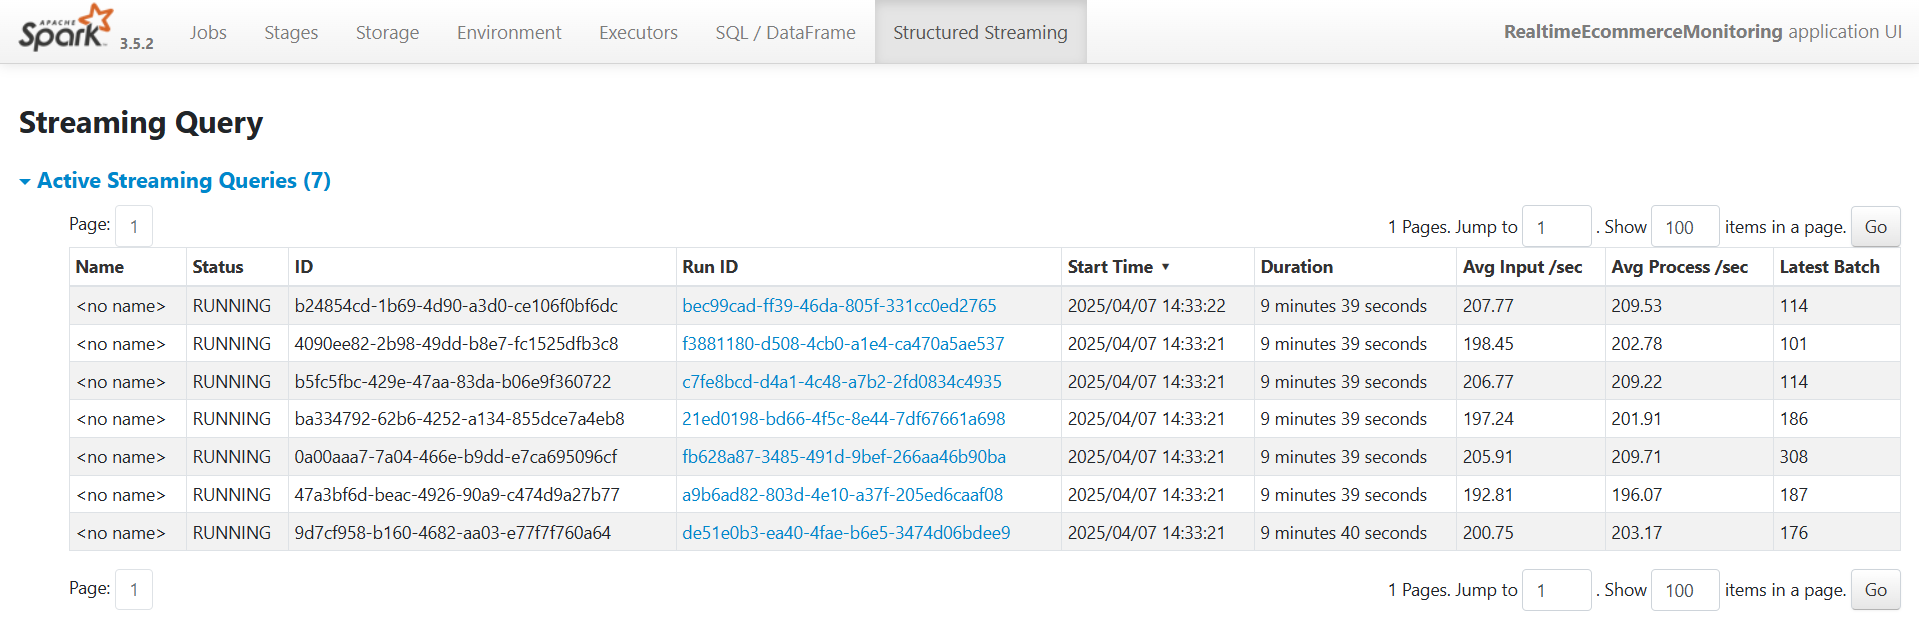 APACHE Spark 3.5.2 Jobs Stages Storage Environment Executors SQL / DataFrame Structured Streaming RealtimeEcommerceMonitoring application UI
Streaming Query
Active Streaming Queries (7)
Page: 1 1 Pages. Jump to 1 . Show 100 items in a page. Go
Name Status ID Run ID Start Time ▾ Duration Avg Input /sec Avg Process /sec Latest Batch
<no name> RUNNING b24854cd-1b69-4d90-a3d0-ce106f0bf6dc bec99cad-ff39-46da-805f-331cc0ed2765 2025/04/07 14:33:22 9 minutes 39 seconds 207.77 209.53 114
<no name> RUNNING 4090ee82-2b98-49dd-b8e7-fc1525dfb3c8 f3881180-d508-4cb0-a1e4-ca470a5ae537 2025/04/07 14:33:21 9 minutes 39 seconds 198.45 202.78 101
<no name> RUNNING b5fc5fbc-429e-47aa-83da-b06e9f360722 c7fe8bcd-d4a1-4c48-a7b2-2fd0834c4935 2025/04/07 14:33:21 9 minutes 39 seconds 206.77 209.22 114
<no name> RUNNING ba334792-62b6-4252-a134-855dce7a4eb8 21ed0198-bd66-4f5c-8e44-7df67661a698 2025/04/07 14:33:21 9 minutes 39 seconds 197.24 201.91 186
<no name> RUNNING 0a00aaa7-7a04-466e-b9dd-e7ca695096cf fb628a87-3485-491d-9bef-266aa46b90ba 2025/04/07 14:33:21 9 minutes 39 seconds 205.91 209.71 308
<no name> RUNNING 47a3bf6d-beac-4926-90a9-c474d9a27b77 a9b6ad82-803d-4e10-a37f-205ed6caaf08 2025/04/07 14:33:21 9 minutes 39 seconds 192.81 196.07 187
<no name> RUNNING 9d7cf958-b160-4682-aa03-e77f7f760a64 de51e0b3-ea40-4fae-b6e5-3474d06bdee9 2025/04/07 14:33:21 9 minutes 40 seconds 200.75 203.17 176
Page: 1 1 Pages. Jump to 1 . Show 100 items in a page. Go